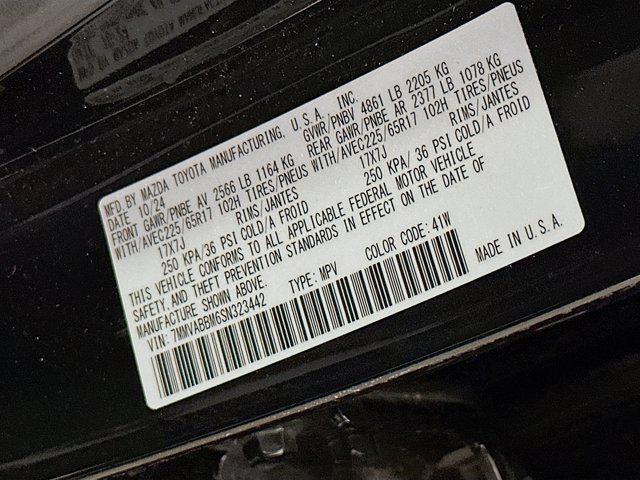 MFD. BY MAZDA TOYOTA MANUFACTURING. U.S.A. INC.
DATE 10/24 GVWR/PNBV 4861 LB 2205 KG
FRONT GAWR/PNBE AV 2566 LB 1164 KG REAR GAWR/PNBE AR 2377 LB 1078 KG
WITH/AVEC225/65R17 102H TIRES/PNEUS WITH/AVEC225/65R17 102H TIRES/PNEUS
17X7J RIMS/JANTES 17X7J RIMS/JANTES
250 KPA/36 PSI COLD/A FROID 250 KPA/ 36 PSI COLD/A FROID
THIS VEHICLE CONFORMS TO ALL APPLICABLE FEDERAL MOTOR VEHICLE
SAFETY AND THEFT PREVENTION STANDARDS IN EFFECT ON THE DATE OF
MANUFACTURE SHOWN ABOVE.
VIN: 7MMVABBM6SN323442 TYPE: MPV COLOR CODE: 41W
MADE IN U.S.A.